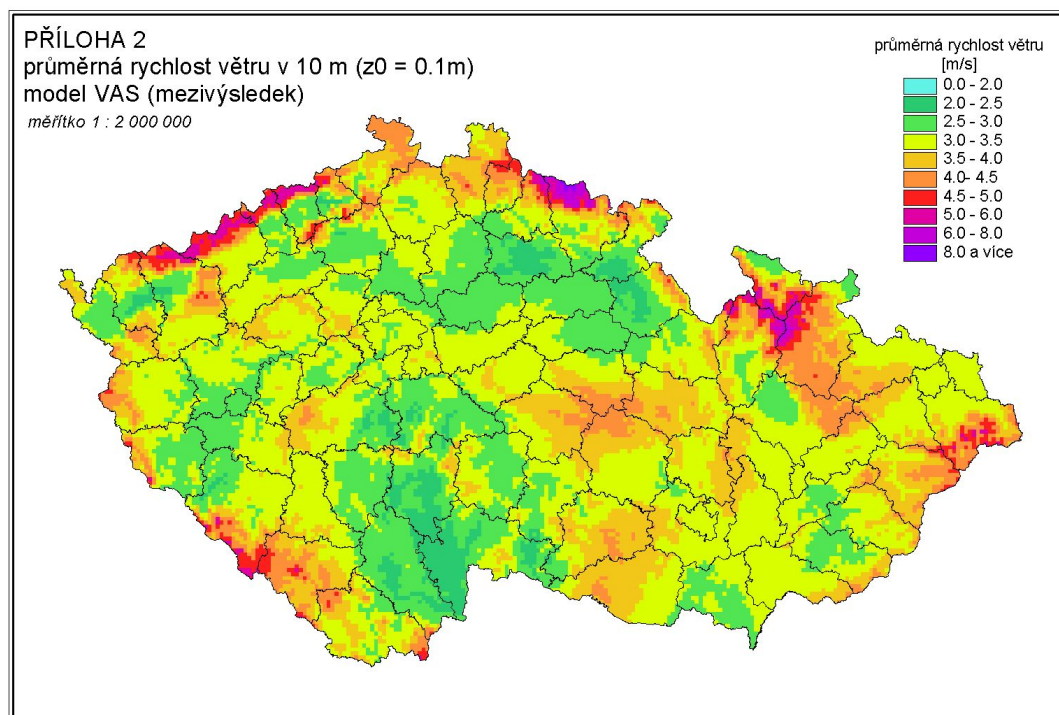 PŘÍLOHA 2
průměrná rychlost větru v 10 m (z0 = 0.1m)
model VAS (mezivýsledek)
měřítko 1 : 2 000 000
průměrná rychlost větru
[m/s]
0.0 - 2.0
2.0 - 2.5
2.5 - 3.0
3.0 - 3.5
3.5 - 4.0
4.0- 4.5
4.5 - 5.0
5.0 - 6.0
6.0 - 8.0
8.0 a více